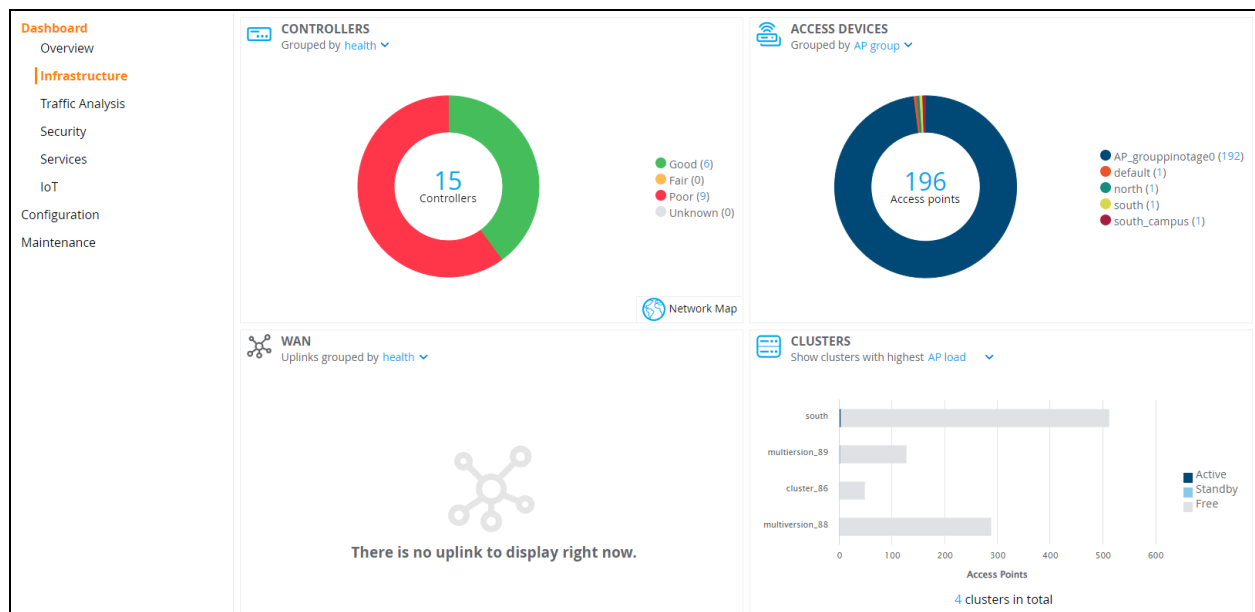 Dashboard
Overview
Infrastructure
Traffic Analysis
Security
Services
IoT
Configuration
Maintenance
CONTROLLERS
Grouped by health
15
Controllers
Good (6)
Fair (0)
Poor (9)
Unknown (0)
Network Map
ACCESS DEVICES
Grouped by AP group
196
Access points
AP_grouppinotage0 (192)
default (1)
north (1)
south (1)
south_campus (1)
WAN
Uplinks grouped by health
There is no uplink to display right now.
CLUSTERS
Show clusters with highest AP load
south
multiersion_89
cluster_86
multiversion_88
0 100 200 300 400 500 600
Access Points
Active
Standby
Free
4 clusters in total